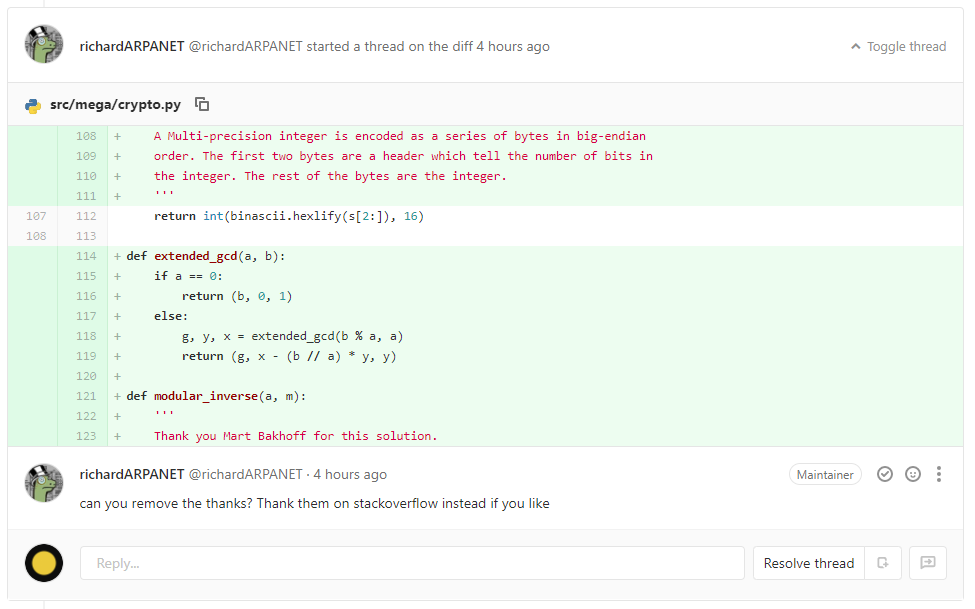 richardARPANET @richardARPANET started a thread on the diff 4 hours ago Toggle thread
src/mega/crypto.py
108 + A Multi-precision integer is encoded as a series of bytes in big-endian
109 + order. The first two bytes are a header which tell the number of bits in
110 + the integer. The rest of the bytes are the integer.
111 + '''
107 112 return int(binascii.hexlify(s[2:]), 16)
108 113
114 + def extended_gcd(a, b):
115 + if a == 0:
116 + return (b, 0, 1)
117 + else:
118 + g, y, x = extended_gcd(b % a, a)
119 + return (g, x - (b // a) * y, y)
120 +
121 + def modular_inverse(a, m):
122 + '''
123 + Thank you Mart Bakhoff for this solution.
richardARPANET @richardARPANET · 4 hours ago Maintainer
can you remove the thanks? Thank them on stackoverflow instead if you like
Reply... Resolve thread